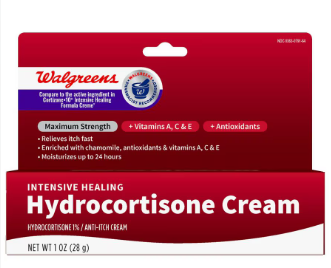 Walgreens
Compare to the active ingredient in
Cortizone•10® Intensive Healing
Formula Creme†
Maximum Strength
+ Vitamins A, C & E
+ Antioxidants
• Relieves itch fast
• Enriched with chamomile, antioxidants & vitamins A, C & E
• Moisturizes up to 24 hours
INTENSIVE HEALING
Hydrocortisone Cream
HYDROCORTISONE 1% / ANTI-ITCH CREAM
NET WT 1 OZ (28 g)